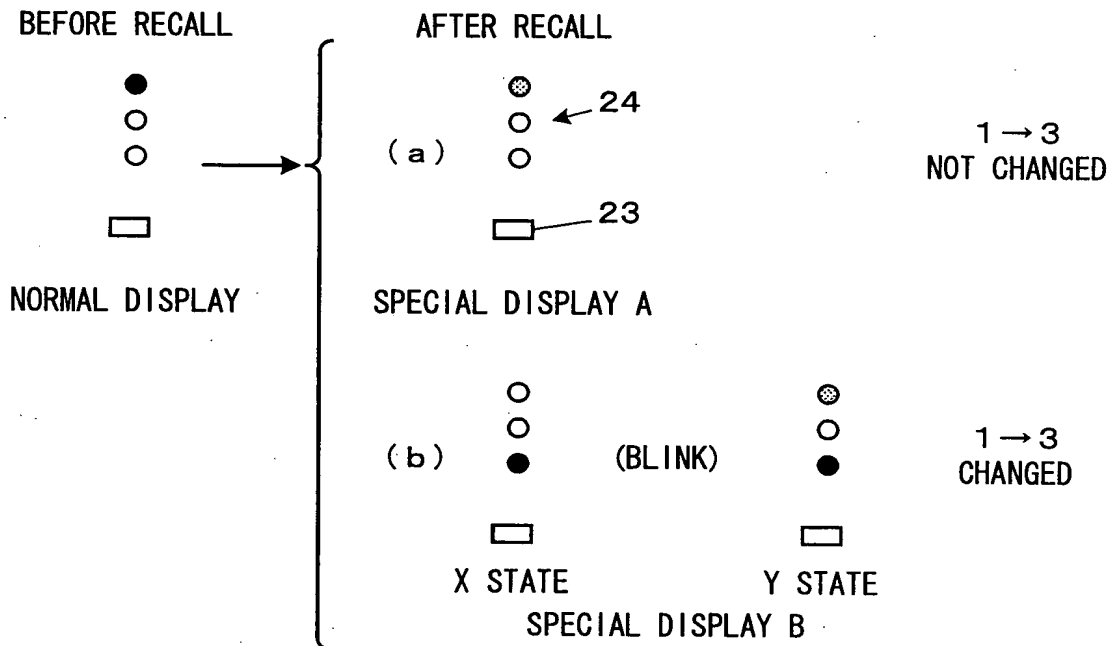 BEFORE RECALL
AFTER RECALL
24
(a)
1→3
NOT CHANGED
23
NORMAL DISPLAY
SPECIAL DISPLAY A
(b)
(BLINK)
1→3
CHANGED
X STATE
Y STATE
SPECIAL DISPLAY B